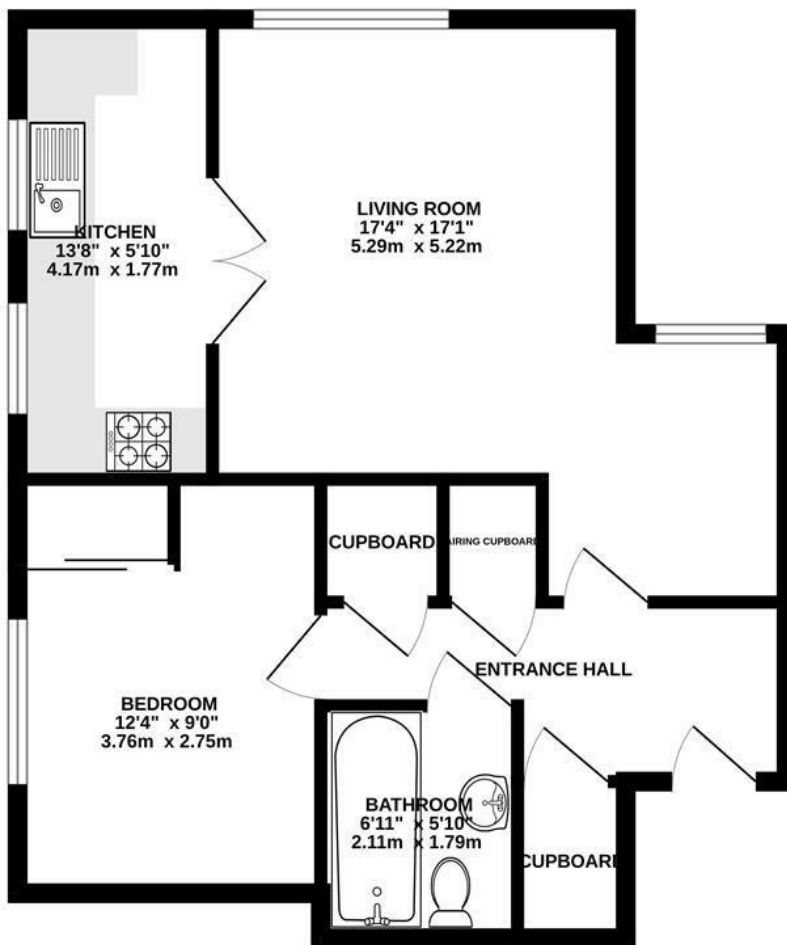 LIVING ROOM
17'4" x 17'1"
5.29m x 5.22m
KITCHEN
13'8" x 5'10"
4.17m x 1.77m
CUPBOARD
AIRING CUPBOARD
ENTRANCE HALL
BEDROOM
12'4" x 9'0"
3.76m x 2.75m
BATHROOM
6'11" x 5'10"
2.11m x 1.79m
CUPBOARD